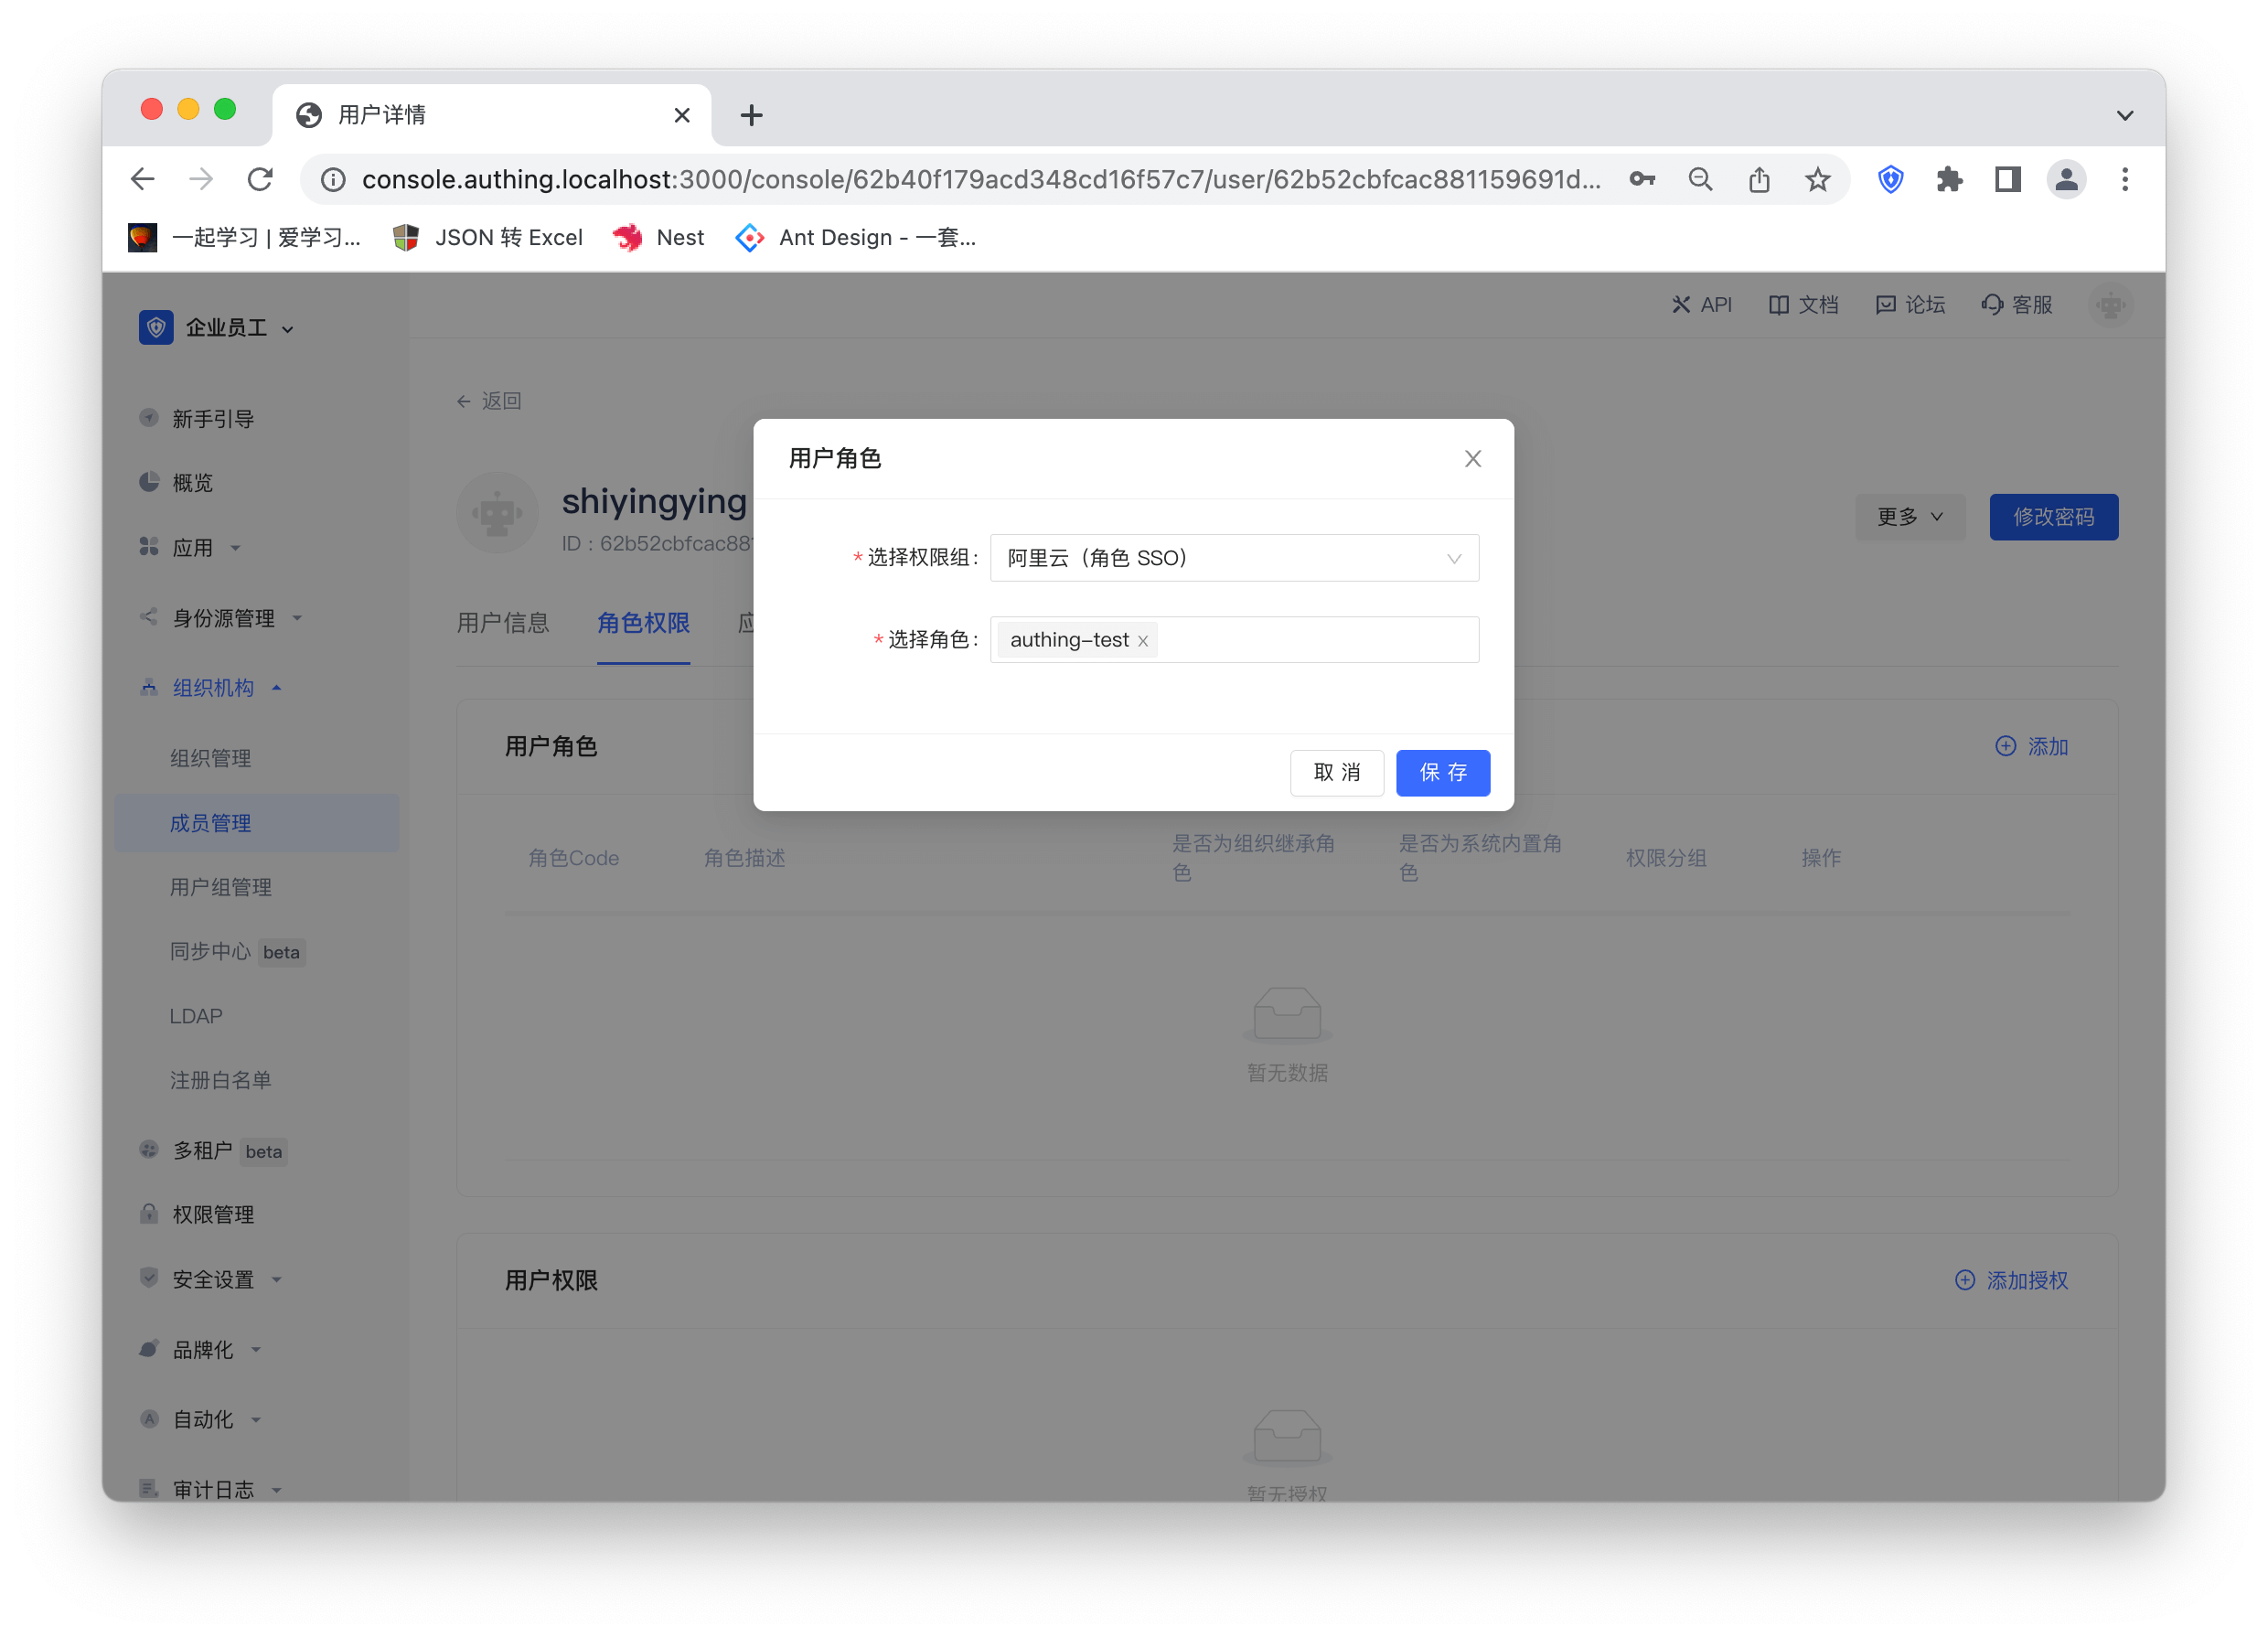 用户详情
console.authing.localhost:3000/console/62b40f179acd348cd16f57c7/user/62b52cbfcac881159691d...
一起学习 | 爱学习...
JSON 转 Excel
Nest
Ant Design - 一套...
企业员工
API
文档
论坛
客服
新手引导
概览
应用
身份源管理
组织机构
组织管理
成员管理
用户组管理
同步中心 beta
LDAP
注册白名单
多租户 beta
权限管理
安全设置
品牌化
自动化
审计日志
返回
shiyingying
ID：62b52cbfcac88
更多
修改密码
用户信息
角色权限
用户角色
* 选择权限组：
阿里云（角色 SSO）
* 选择角色：
authing-test
取 消
保 存
用户角色
添加
角色Code
角色描述
是否为组织继承角
色
是否为系统内置角
色
权限分组
操作
暂无数据
用户权限
添加授权
暂无授权